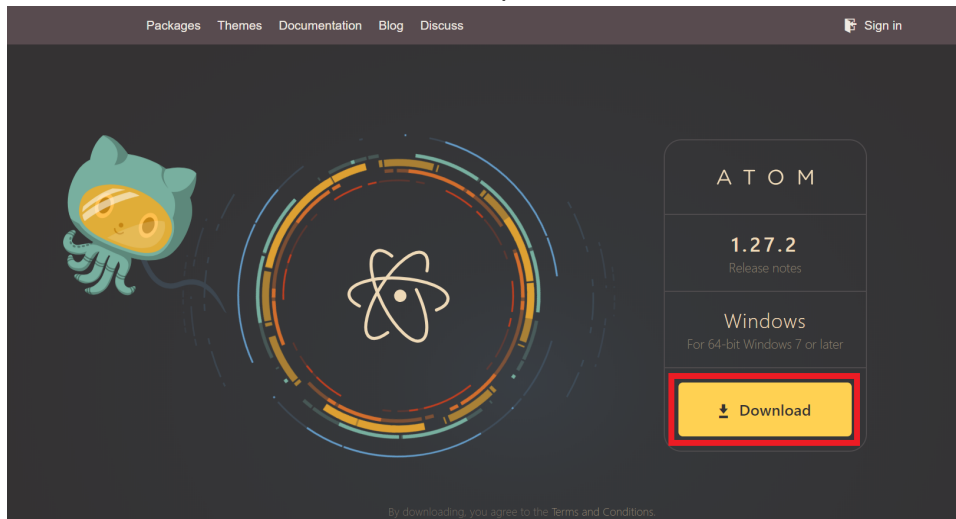 Packages Themes Documentation Blog Discuss Sign in
ATOM
1.27.2
Release notes
Windows
For 64-bit Windows 7 or later
Download
By downloading, you agree to the Terms and Conditions.